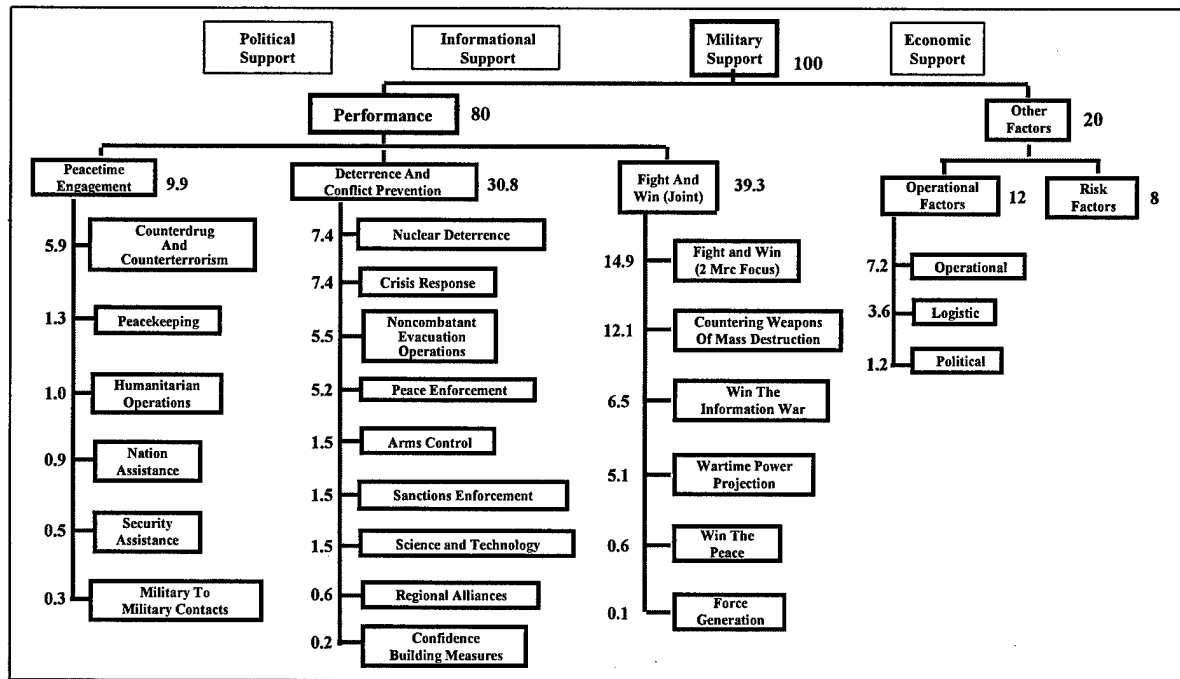 Political
Support
Informational
Support
Military
Support
100
Economic
Support
Performance
80
Other
Factors
20
Peacetime
Engagement
9.9
Deterrence And
Conflict Prevention
30.8
Fight And
Win (Joint)
39.3
Operational
Factors
12
Risk
Factors
8
5.9
Counterdrug
And
Counterterrorism
1.3
Peacekeeping
1.0
Humanitarian
Operations
0.9
Nation
Assistance
0.5
Security
Assistance
0.3
Military To
Military Contacts
7.4
Nuclear Deterrence
7.4
Crisis Response
5.5
Noncombatant
Evacuation
Operations
5.2
Peace Enforcement
1.5
Arms Control
1.5
Sanctions Enforcement
1.5
Science and Technology
0.6
Regional Alliances
0.2
Confidence
Building Measures
14.9
Fight and Win
(2 Mrc Focus)
12.1
Countering Weapons
Of Mass Destruction
6.5
Win The
Information War
5.1
Wartime Power
Projection
0.6
Win The
Peace
0.1
Force
Generation
7.2
Operational
3.6
Logistic
1.2
Political